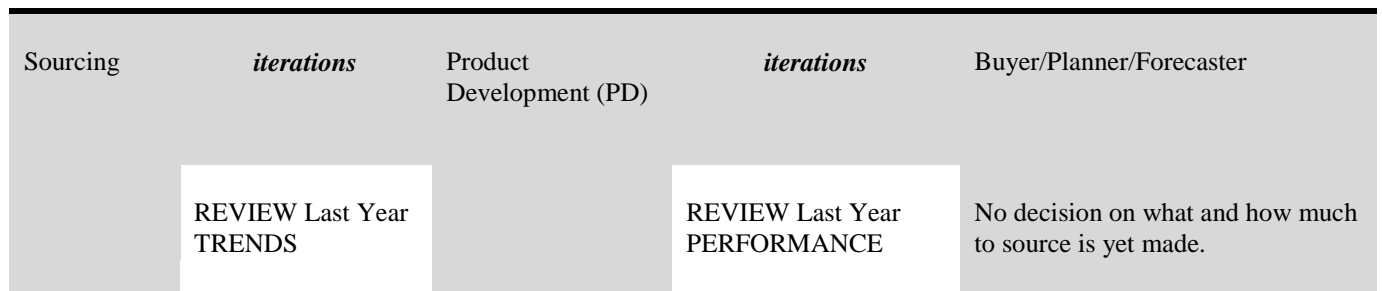 Sourcing
iterations
Product
Development (PD)
iterations
Buyer/Planner/Forecaster
REVIEW Last Year
TRENDS
REVIEW Last Year
PERFORMANCE
No decision on what and how much
to source is yet made.